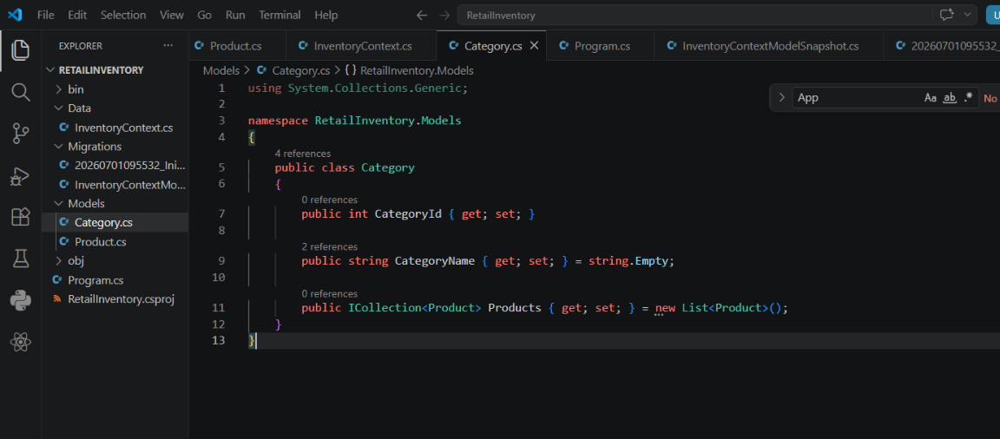 File Edit Selection View Go Run Terminal Help
RetailInventory
U
EXPLORER
Product.cs
InventoryContext.cs
Category.cs
Program.cs
InventoryContextModelSnapshot.cs
20260701095532_
RETAILINVENTORY
bin
Data
InventoryContext.cs
Migrations
20260701095532_Ini...
InventoryContextMo...
Models
Category.cs
Product.cs
obj
Program.cs
RetailInventory.csproj
Models > Category.cs > {} RetailInventory.Models
App
Aa ab .*
No
1 using System.Collections.Generic;
2
3 namespace RetailInventory.Models
4 {
4 references
5 public class Category
6 {
0 references
7 public int CategoryId { get; set; }
8
2 references
9 public string CategoryName { get; set; } = string.Empty;
10
0 references
11 public ICollection<Product> Products { get; set; } = new List<Product>();
12 }
13 }